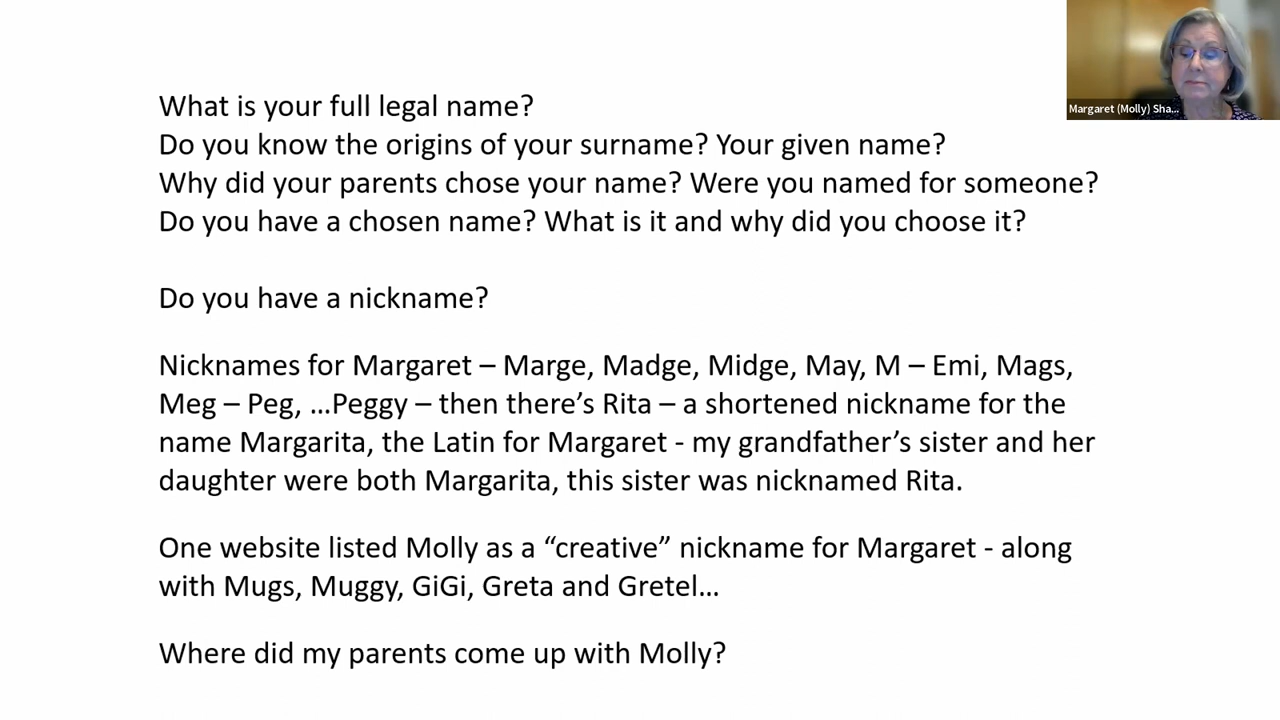 What is your full legal name?
Do you know the origins of your surname? Your given name?
Why did your parents chose your name? Were you named for someone?
Do you have a chosen name? What is it and why did you choose it?
Do you have a nickname?
Nicknames for Margaret – Marge, Madge, Midge, May, M – Emi, Mags,
Meg – Peg, …Peggy – then there’s Rita – a shortened nickname for the
name Margarita, the Latin for Margaret - my grandfather’s sister and her
daughter were both Margarita, this sister was nicknamed Rita.
One website listed Molly as a “creative” nickname for Margaret - along
with Mugs, Muggy, GiGi, Greta and Gretel…
Where did my parents come up with Molly?
Margaret (Molly) Sha...